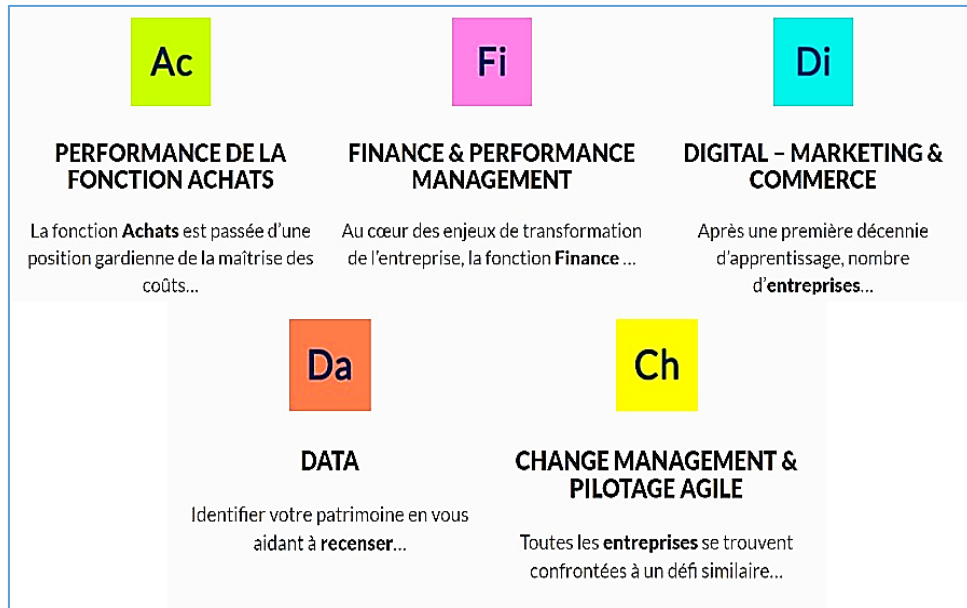 Ac
PERFORMANCE DE LA
FONCTION ACHATS
La fonction Achats est passée d'une
position gardienne de la maîtrise des
coûts...
Fi
FINANCE & PERFORMANCE
MANAGEMENT
Au cœur des enjeux de transformation
de l'entreprise, la fonction Finance ...
Di
DIGITAL – MARKETING &
COMMERCE
Après une première décennie
d'apprentissage, nombre
d'entreprises...
Da
DATA
Identifier votre patrimoine en vous
aidant à recenser...
Ch
CHANGE MANAGEMENT &
PILOTAGE AGILE
Toutes les entreprises se trouvent
confrontées à un défi similaire...